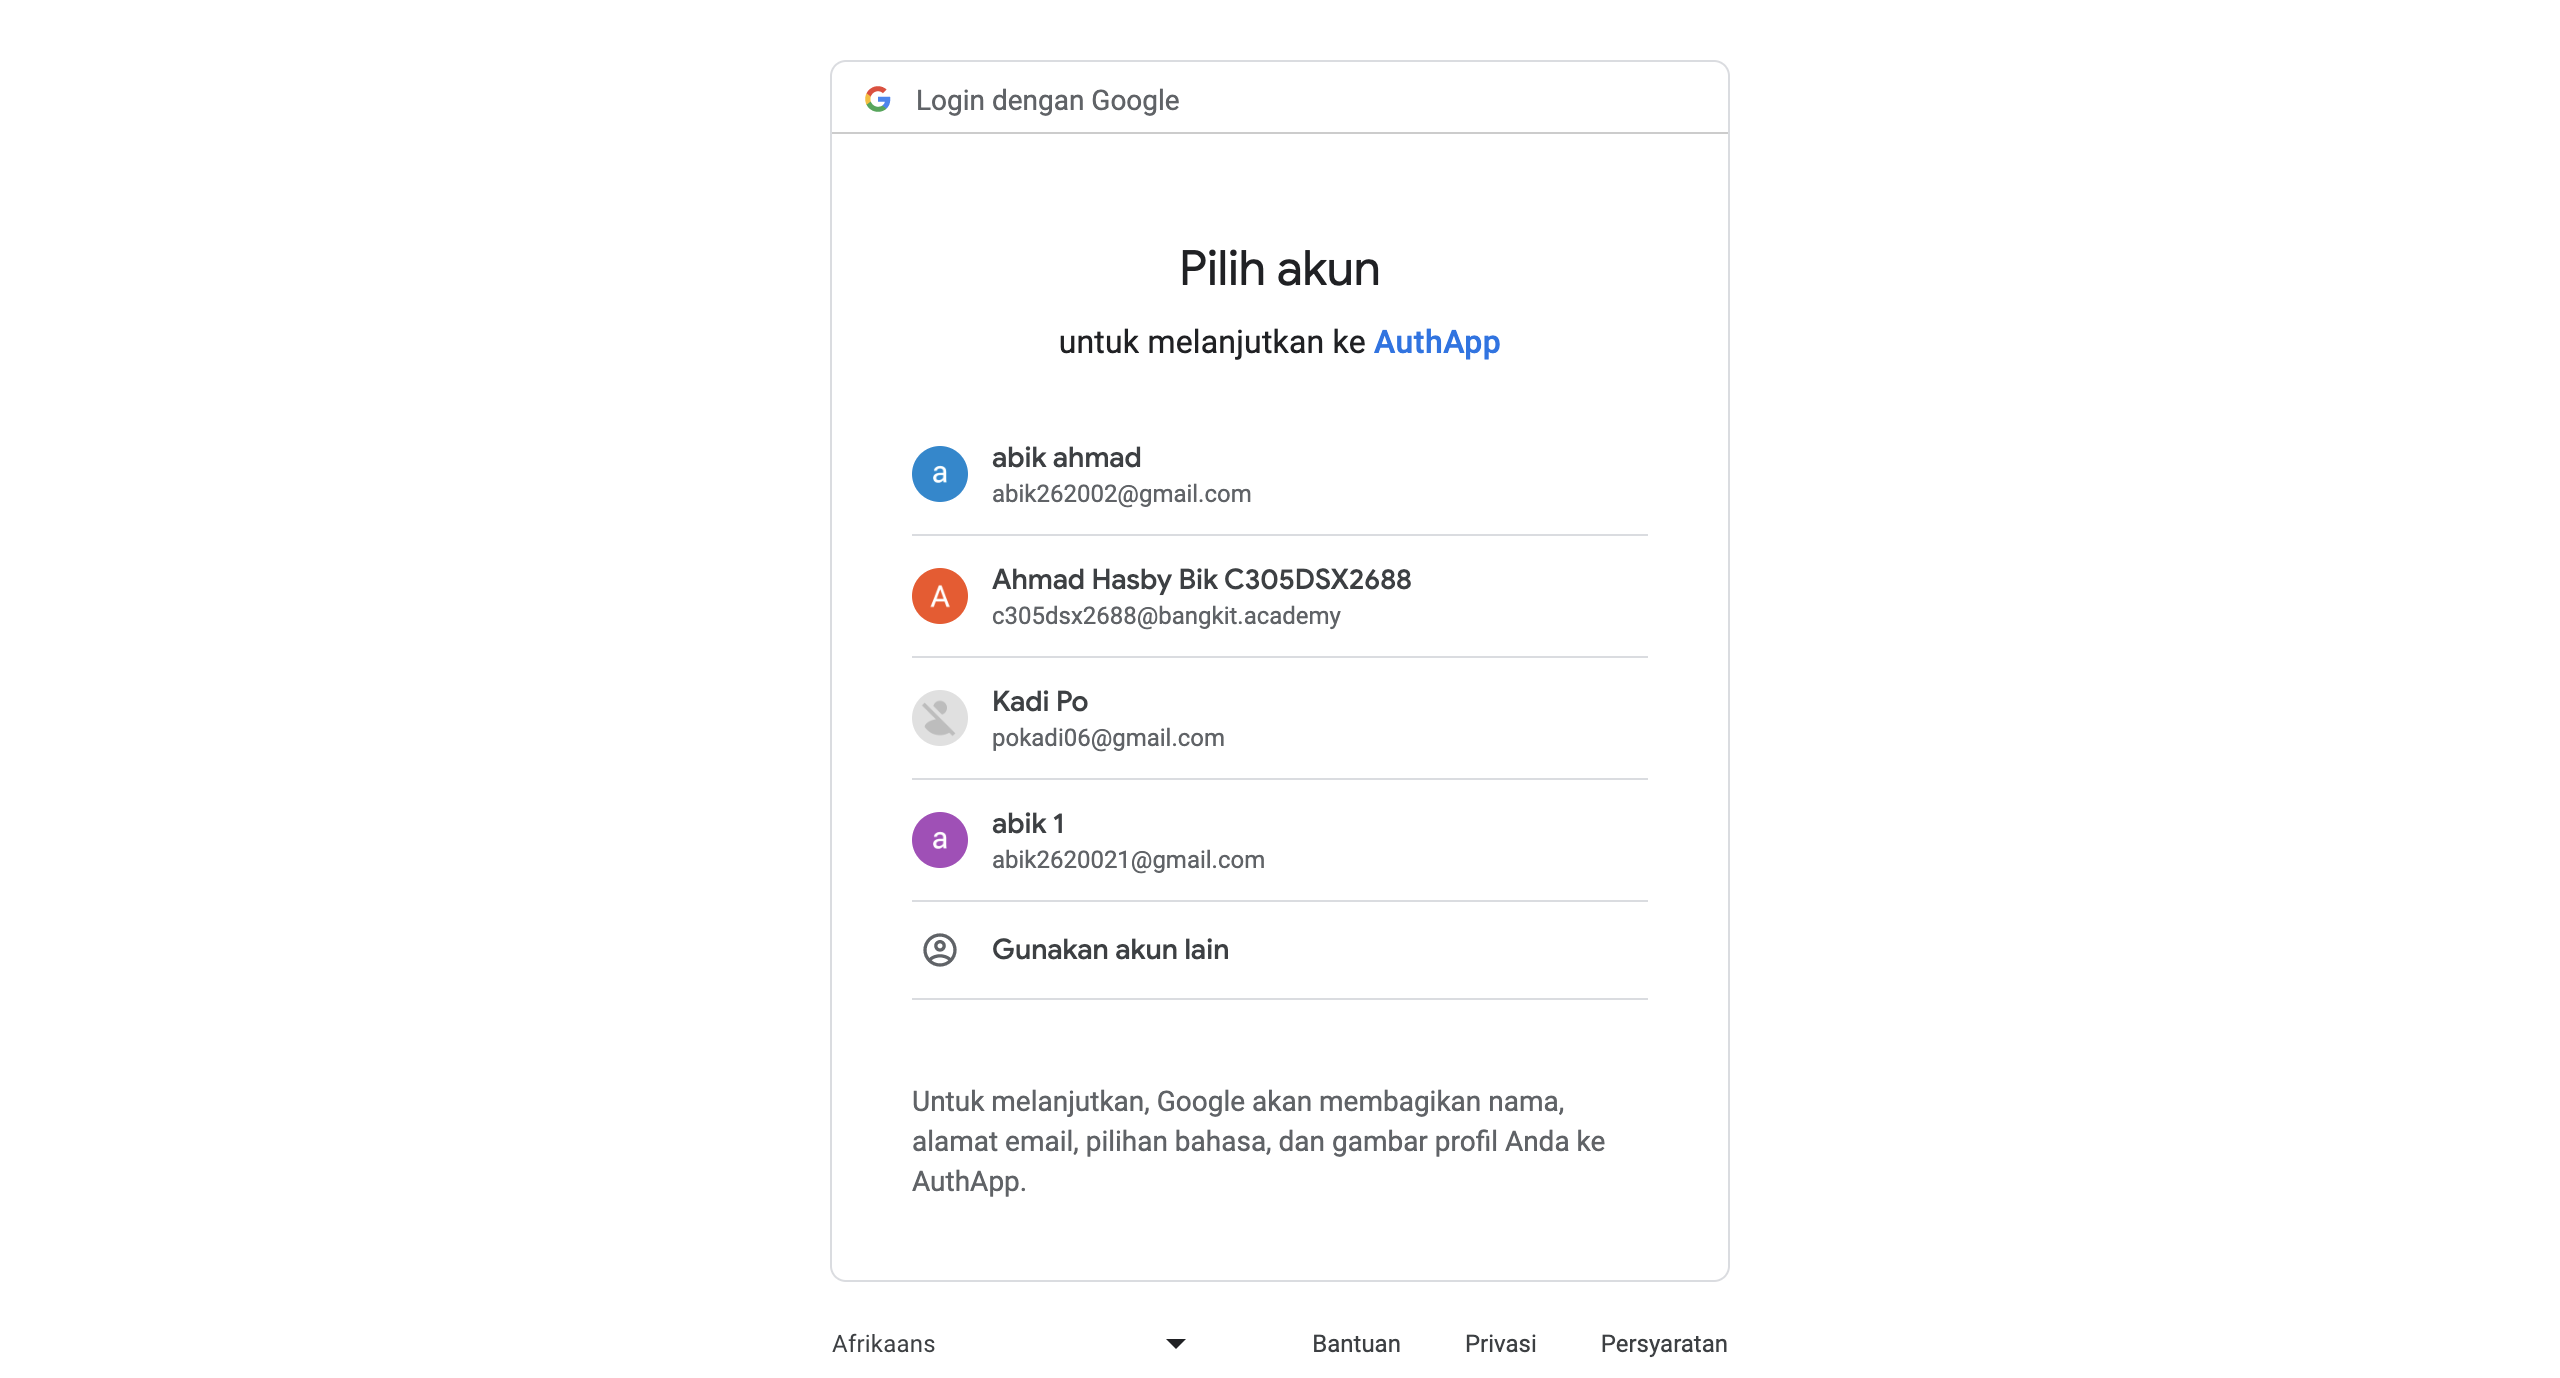 Login dengan Google
Pilih akun
untuk melanjutkan ke AuthApp
a
abik ahmad
abik262002@gmail.com
A
Ahmad Hasby Bik C305DSX2688
c305dsx2688@bangkit.academy
Kadi Po
pokadi06@gmail.com
a
abik 1
abik2620021@gmail.com
Gunakan akun lain
Untuk melanjutkan, Google akan membagikan nama,
alamat email, pilihan bahasa, dan gambar profil Anda ke
AuthApp.
Afrikaans
Bantuan
Privasi
Persyaratan